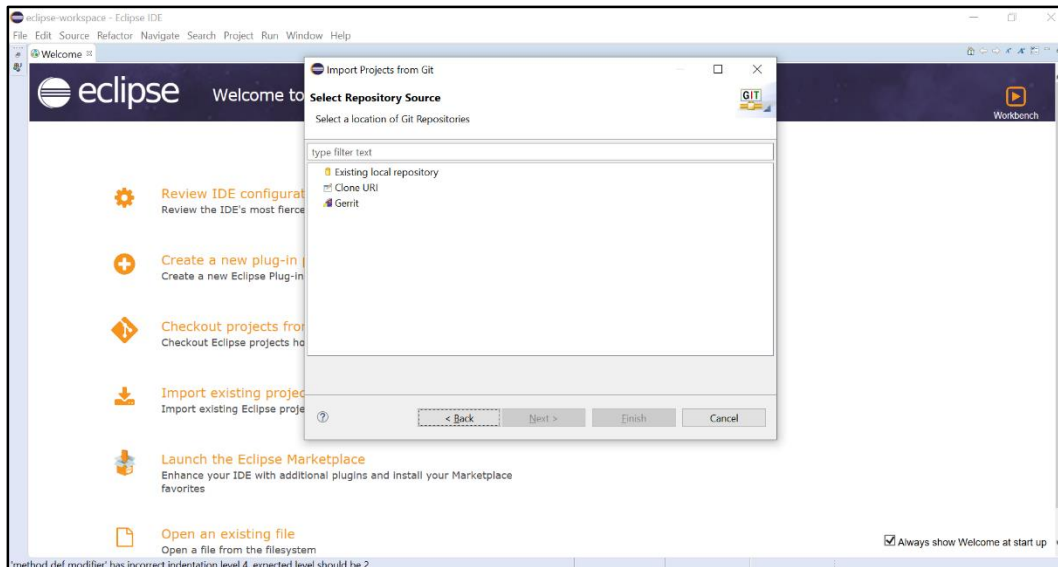 eclipse-workspace - Eclipse IDE
File Edit Source Refactor Navigate Search Project Run Window Help
Welcome
eclipse Welcome to
Workbench
Import Projects from Git
Select Repository Source
GIT
Select a location of Git Repositories
type filter text
Existing local repository
Clone URI
Gerrit
Review IDE configurat
Review the IDE's most fierce
Create a new plug-in
Create a new Eclipse Plug-in
Checkout projects fro
Checkout Eclipse projects ho
Import existing projec
Import existing Eclipse proje
< Back Next > Finish Cancel
Launch the Eclipse Marketplace
Enhance your IDE with additional plugins and install your Marketplace
favorites
Open an existing file
Open a file from the filesystem
Always show Welcome at start up
'method def modifier' has incorrect indentation level 4, expected level should be 2